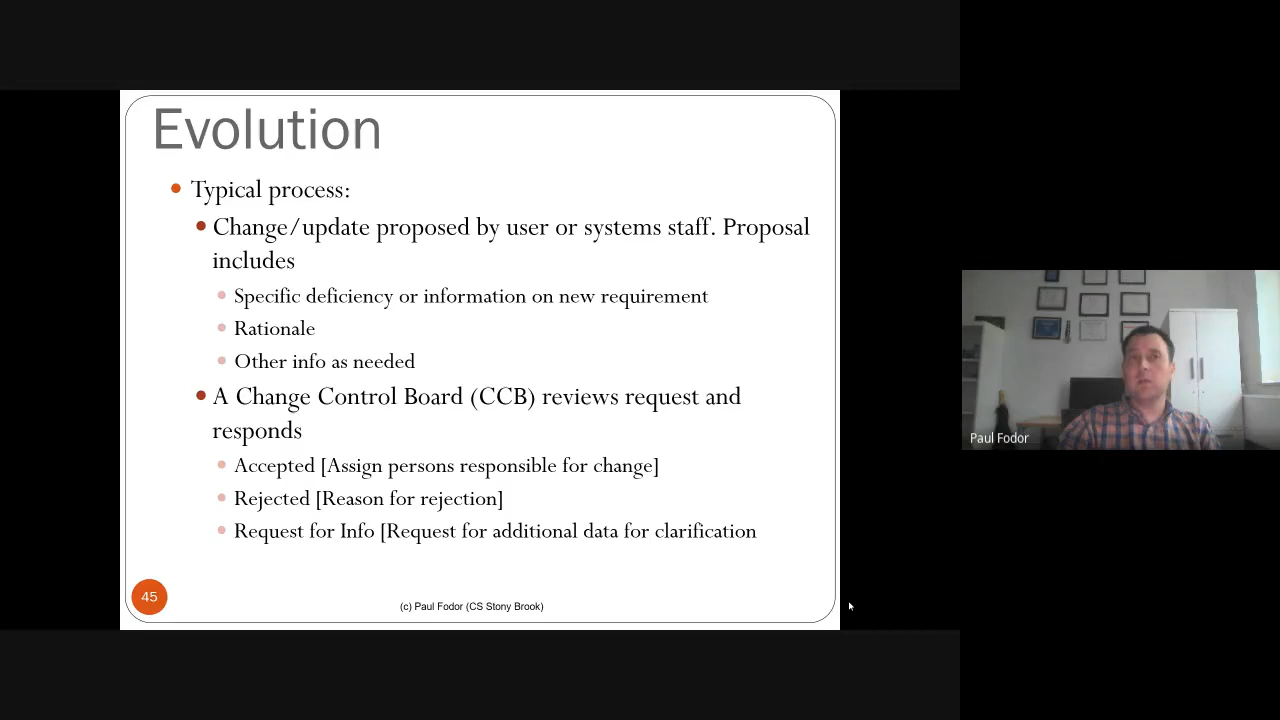 Evolution
Typical process:
Change/update proposed by user or systems staff. Proposal
includes
Specific deficiency or information on new requirement
Rationale
Other info as needed
A Change Control Board (CCB) reviews request and
responds
Accepted [Assign persons responsible for change]
Rejected [Reason for rejection]
Request for Info [Request for additional data for clarification
45
(c) Paul Fodor (CS Stony Brook)
Paul Fodor